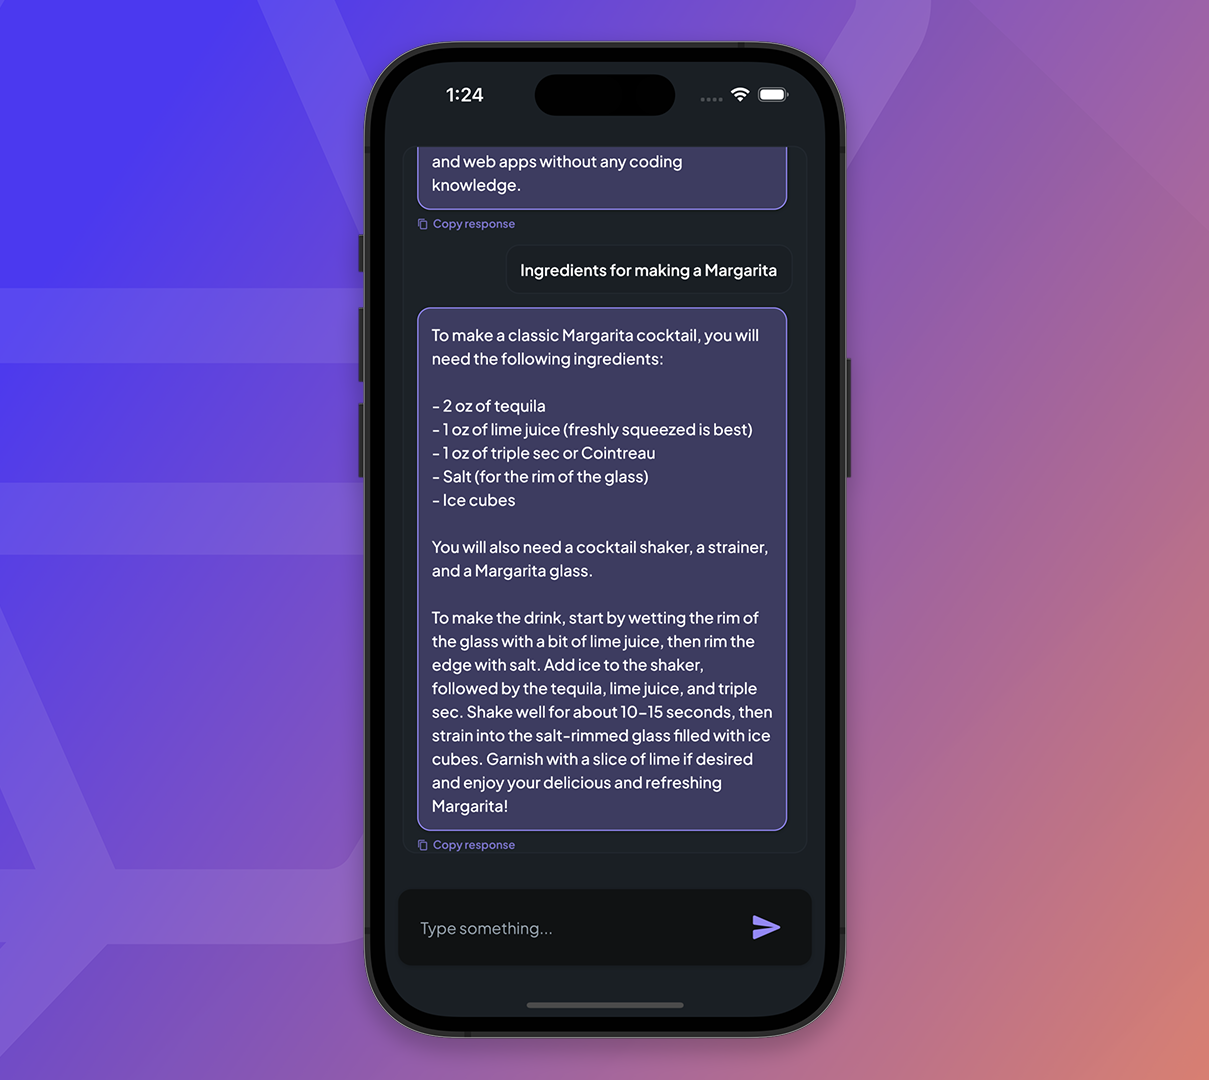 1:24
and web apps without any coding
knowledge.
Copy response
Ingredients for making a Margarita
To make a classic Margarita cocktail, you will
need the following ingredients:
- 2 oz of tequila
- 1 oz of lime juice (freshly squeezed is best)
- 1 oz of triple sec or Cointreau
- Salt (for the rim of the glass)
- Ice cubes
You will also need a cocktail shaker, a strainer,
and a Margarita glass.
To make the drink, start by wetting the rim of
the glass with a bit of lime juice, then rim the
edge with salt. Add ice to the shaker,
followed by the tequila, lime juice, and triple
sec. Shake well for about 10-15 seconds, then
strain into the salt-rimmed glass filled with ice
cubes. Garnish with a slice of lime if desired
and enjoy your delicious and refreshing
Margarita!
Copy response
Type something...